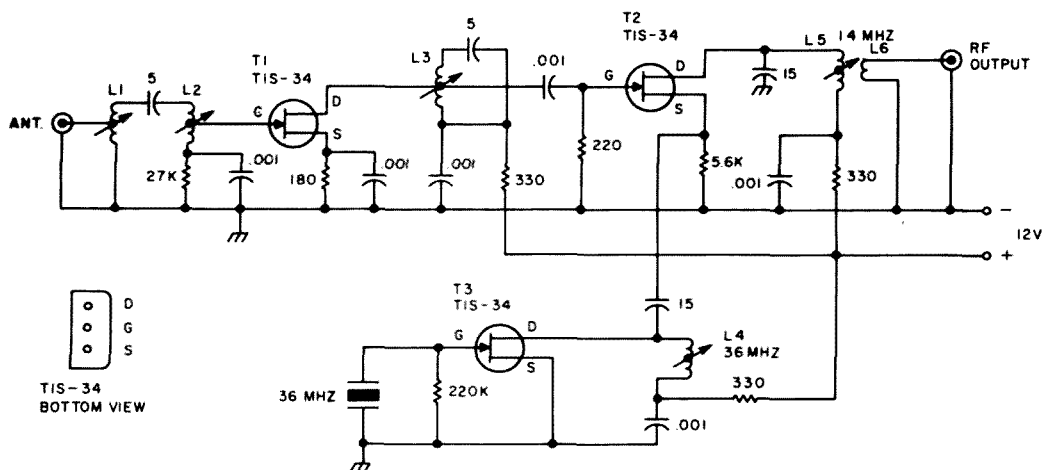 T1
TIS-34
T2
TIS-34
L5
14 MHZ
L6
RF
OUTPUT
5
L3
.001
G
D
S
15
L1
5
L2
G
D
S
ANT.
27K
.001
180
.001
.001
330
220
5.6K
.001
330
-
12V
+
D
G
S
TIS-34
BOTTOM VIEW
T3
TIS-34
15
G
D
S
L4
36 MHZ
36 MHZ
220K
330
.001